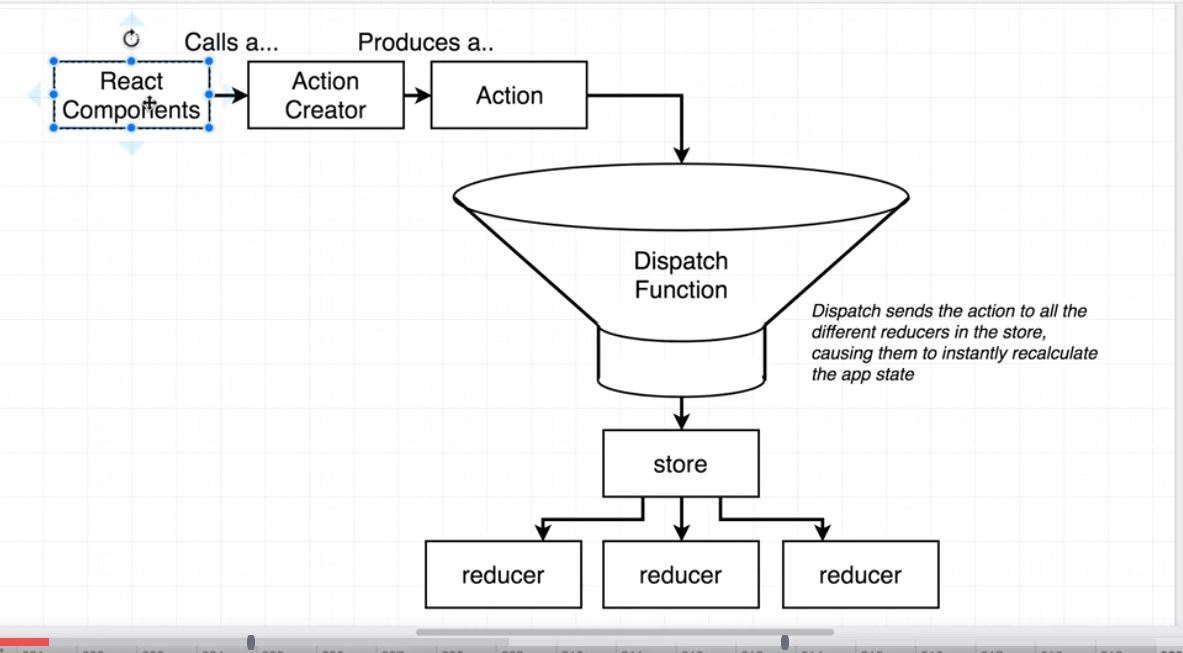 Calls a...
Produces a..
React
Components
Action
Creator
Action
Dispatch
Function
Dispatch sends the action to all the
different reducers in the store,
causing them to instantly recalculate
the app state
store
reducer
reducer
reducer